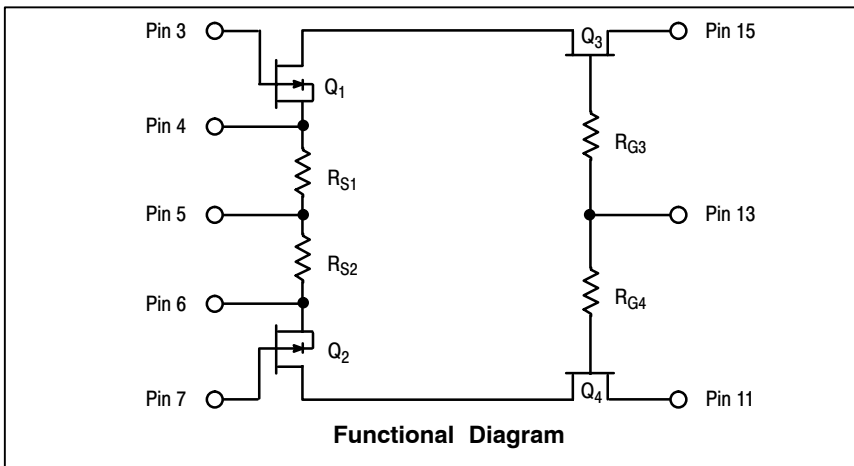 Pin 3
Q3
Pin 15
Q1
Pin 4
RG3
RS1
Pin 5
Pin 13
RS2
RG4
Pin 6
Q2
Q4
Pin 7
Pin 11
Functional Diagram